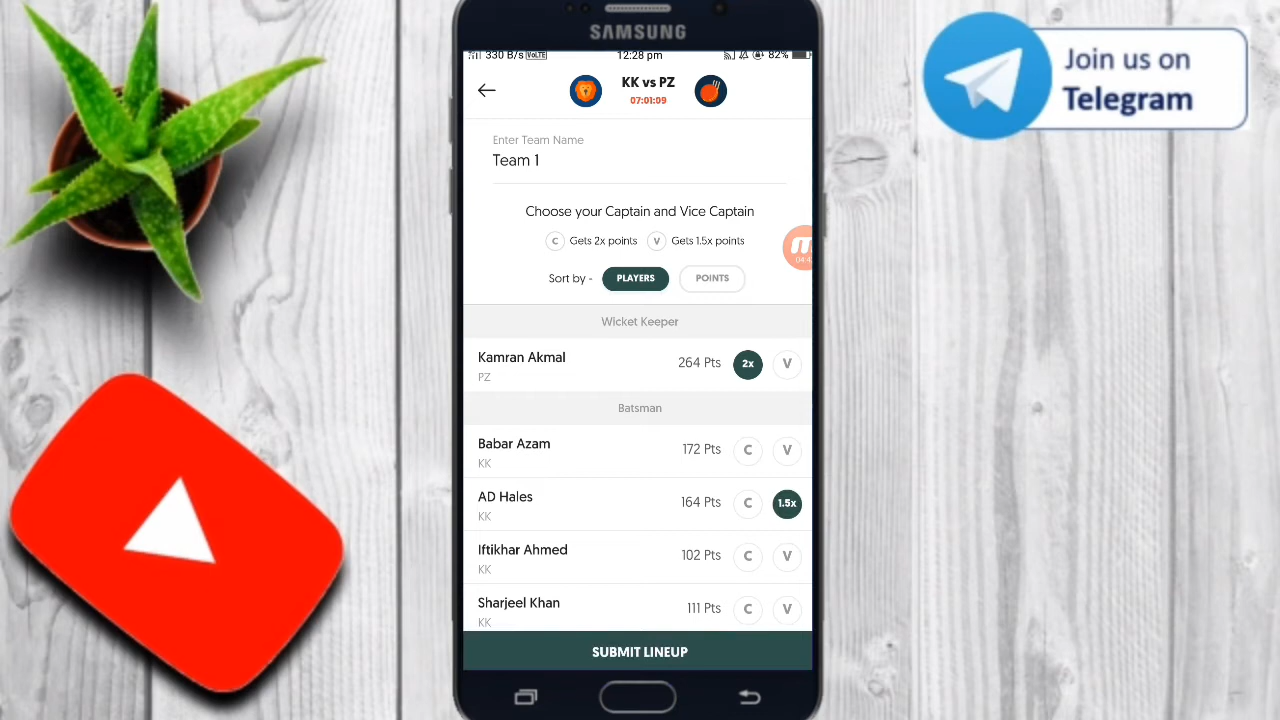 SAMSUNG
330 B/s VoLTE 12:28 pm 82%
KK vs PZ
07:01:09
Enter Team Name
Team 1
Choose your Captain and Vice Captain
C Gets 2x points V Gets 1.5x points
Sort by - PLAYERS POINTS
04:4
Wicket Keeper
Kamran Akmal 264 Pts 2x V
PZ
Batsman
Babar Azam 172 Pts C V
KK
AD Hales 164 Pts C 1.5x
KK
Iftikhar Ahmed 102 Pts C V
KK
Sharjeel Khan 111 Pts C V
KK
SUBMIT LINEUP
Join us on
Telegram